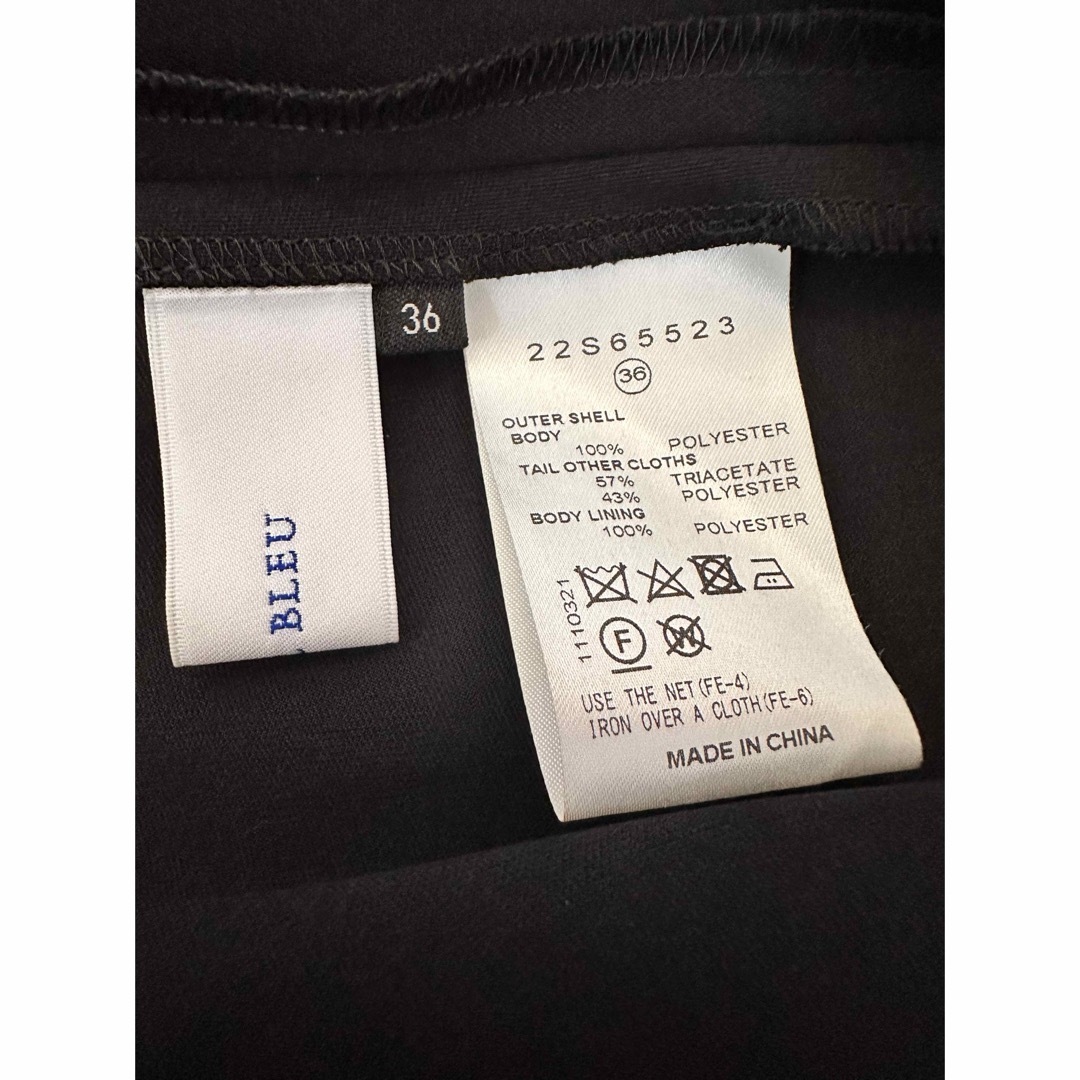 BLEU
36
22S65523
36
OUTER SHELL
BODY
100% POLYESTER
TAIL OTHER CLOTHS
57% TRIACETATE
43% POLYESTER
BODY LINING
100% POLYESTER
1110321
F
W
USE THE NET(FE-4)
IRON OVER A CLOTH(FE-6)
MADE IN CHINA